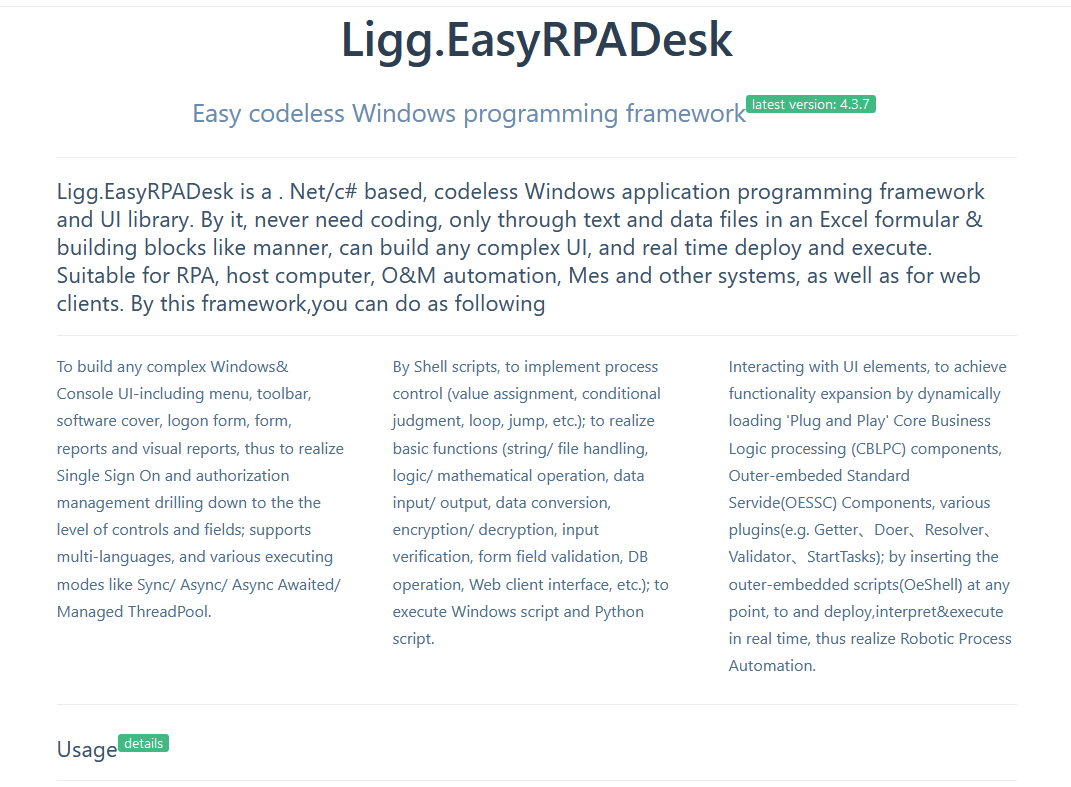 Ligg.EasyRPADesk
Easy codeless Windows programming framework latest version: 4.3.7
Ligg.EasyRPADesk is a . Net/c# based, codeless Windows application programming framework
and UI library. By it, never need coding, only through text and data files in an Excel formular &
building blocks like manner, can build any complex UI, and real time deploy and execute.
Suitable for RPA, host computer, O&M automation, Mes and other systems, as well as for web
clients. By this framework,you can do as following
To build any complex Windows&
Console UI-including menu, toolbar,
software cover, logon form, form,
reports and visual reports, thus to realize
Single Sign On and authorization
management drilling down to the the
level of controls and fields; supports
multi-languages, and various executing
modes like Sync/ Async/ Async Awaited/
Managed ThreadPool.
By Shell scripts, to implement process
control (value assignment, conditional
judgment, loop, jump, etc.); to realize
basic functions (string/ file handling,
logic/ mathematical operation, data
input/ output, data conversion,
encryption/ decryption, input
verification, form field validation, DB
operation, Web client interface, etc.); to
execute Windows script and Python
script.
Interacting with UI elements, to achieve
functionality expansion by dynamically
loading 'Plug and Play' Core Business
Logic processing (CBLPC) components,
Outer-embeded Standard
Servide(OESSC) Components, various
plugins(e.g. Getter、Doer、Resolver、
Validator、StartTasks); by inserting the
outer-embedded scripts(OeShell) at any
point, to and deploy,interpret&execute
in real time, thus realize Robotic Process
Automation.
Usage details